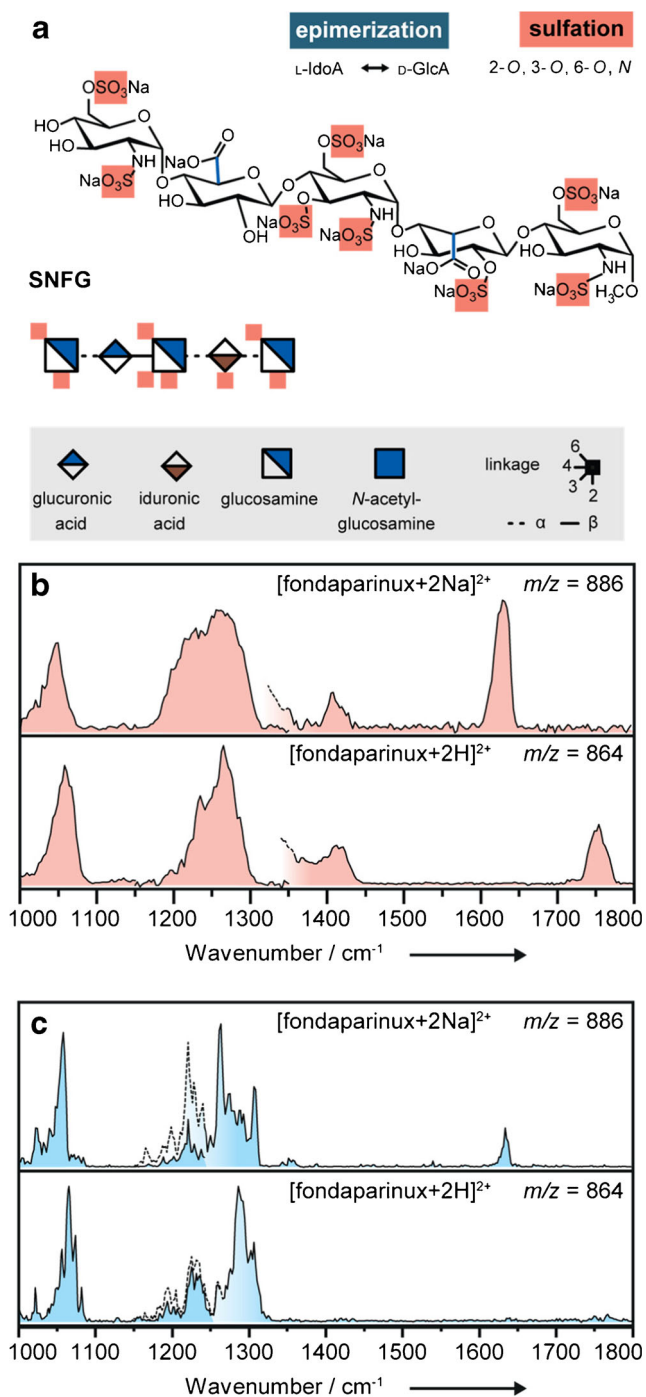 a
epimerization sulfation
L-IdoA ↔ D-GlcA 2-O, 3-O, 6-O, N
OSO3Na
HO O
HO NH NaO O OSO3Na
NaO3S O O O O
HO O NH O OSO3Na
NaO3S OH NaO3S O O O
HO HO
NaO O O NH
NaO3S NaO3S H3CO
SNFG
6
linkage 4
3 2
glucuronic acid
iduronic acid
glucosamine
N-acetyl-glucosamine
α β
b [fondaparinux+2Na]2+ m/z = 886
[fondaparinux+2H]2+ m/z = 864
1000 1100 1200 1300 1400 1500 1600 1700 1800
Wavenumber / cm-1
c [fondaparinux+2Na]2+ m/z = 886
[fondaparinux+2H]2+ m/z = 864
1000 1100 1200 1300 1400 1500 1600 1700 1800
Wavenumber / cm-1